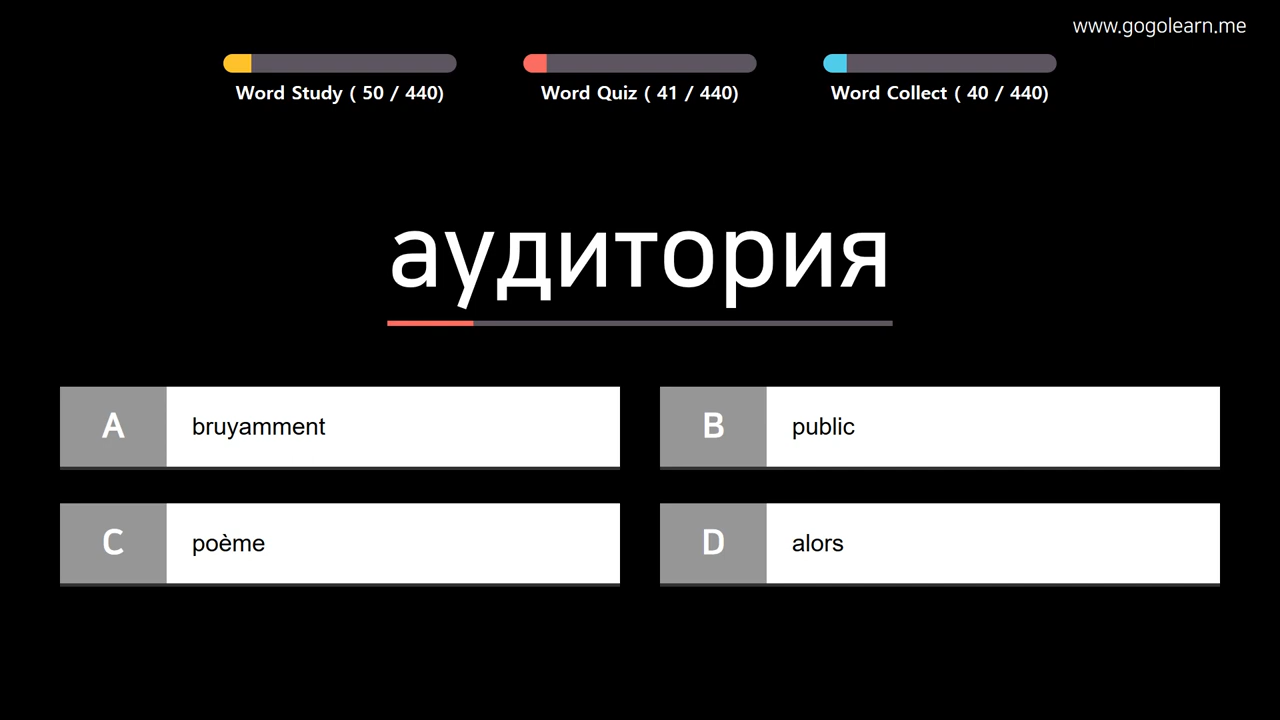 www.gogolearn.me
Word Study ( 50 / 440)
Word Quiz ( 41 / 440)
Word Collect ( 40 / 440)
аудитория
A bruyamment
B public
C poème
D alors